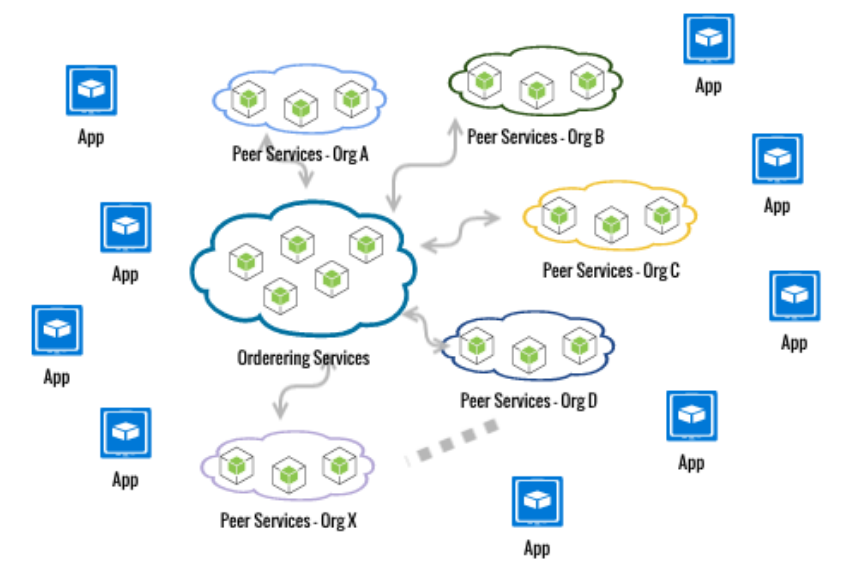 App
App
Peer Services - Org A
Peer Services - Org B
App
App
App
Peer Services - Org C
Orderering Services
App
App
Peer Services - Org D
App
App
Peer Services - Org X
App